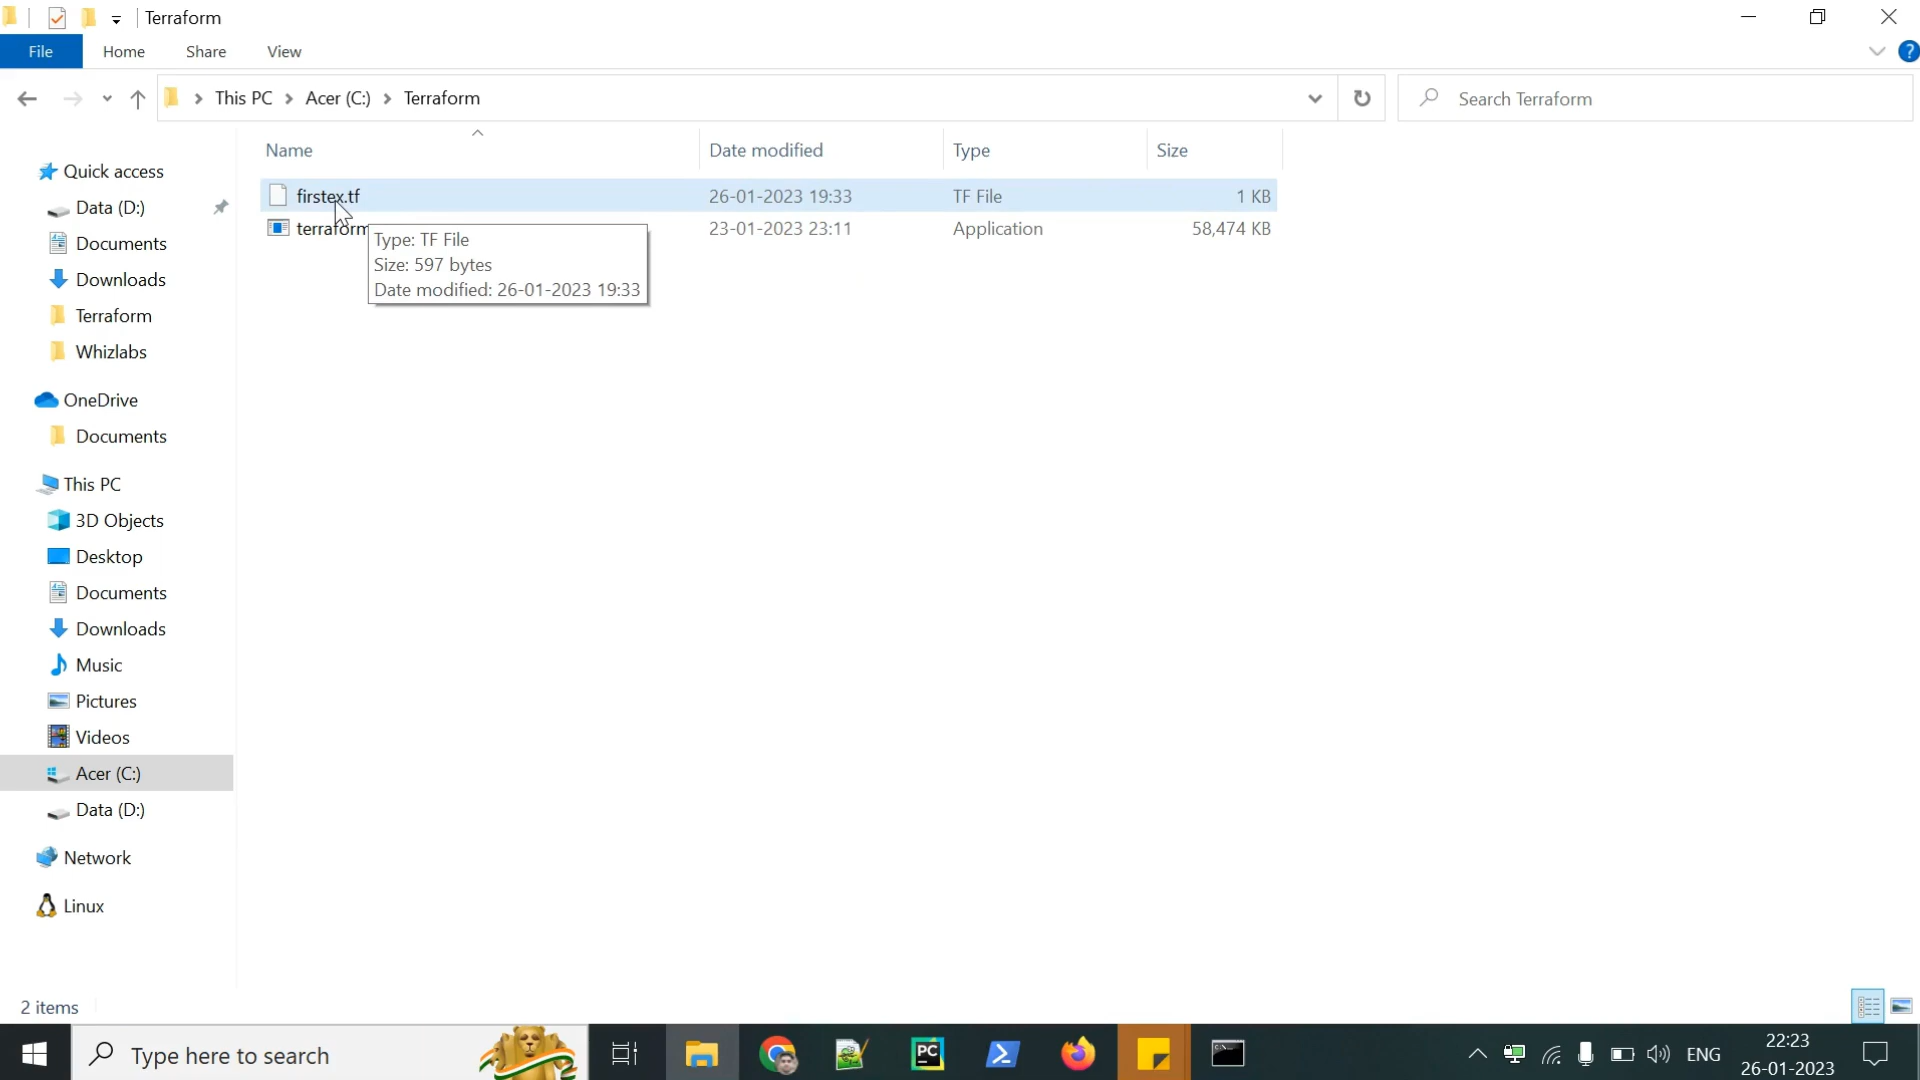 Terraform
File Home Share View ?
This PC Acer (C:) Terraform Search Terraform
Name Date modified Type Size
Quick access
Data (D:)
Documents
Downloads
Terraform
Whizlabs
OneDrive
Documents
This PC
3D Objects
Desktop
Documents
Downloads
Music
Pictures
Videos
Acer (C:)
Data (D:)
Network
Linux
firstex.tf 26-01-2023 19:33 TF File 1 KB
terraform 23-01-2023 23:11 Application 58,474 KB
Type: TF File
Size: 597 bytes
Date modified: 26-01-2023 19:33
2 items
Type here to search
PC
ENG
22:23
26-01-2023